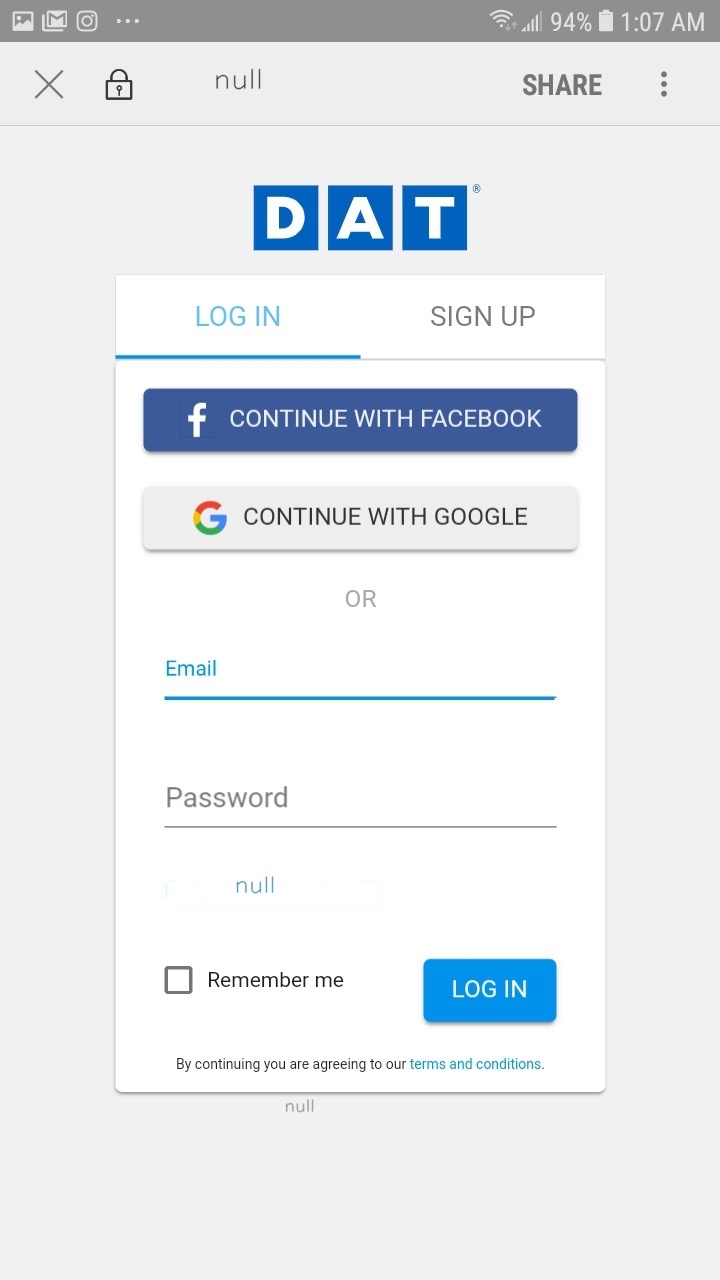 94% 1:07 AM
null SHARE
DAT®
LOG IN SIGN UP
f CONTINUE WITH FACEBOOK
G CONTINUE WITH GOOGLE
OR
Email
Password
null
Remember me LOG IN
By continuing you are agreeing to our terms and conditions.
null